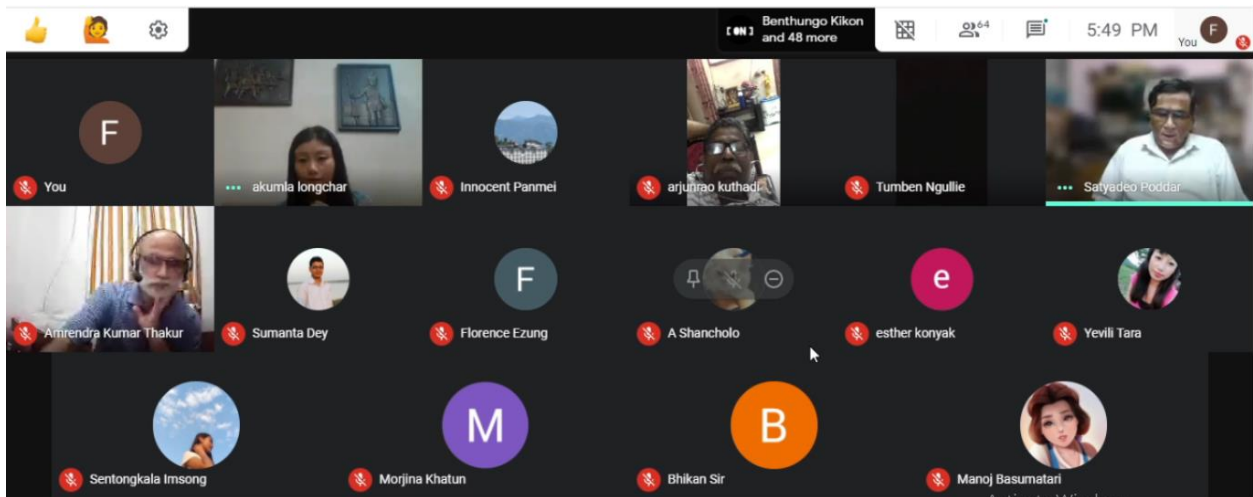 [ON]
Benthungo Kikon
and 48 more
64
5:49 PM
You
F
F
You
akumla longchar
Innocent Panmei
arjunrao kuthadi
Tumben Ngullie
Satyadeo Poddar
Amrendra Kumar Thakur
Sumanta Dey
F
Florence Ezung
A Shancholo
e
esther konyak
Yevili Tara
Sentongkala Imsong
M
Morjina Khatun
B
Bhikan Sir
Manoj Basumatari